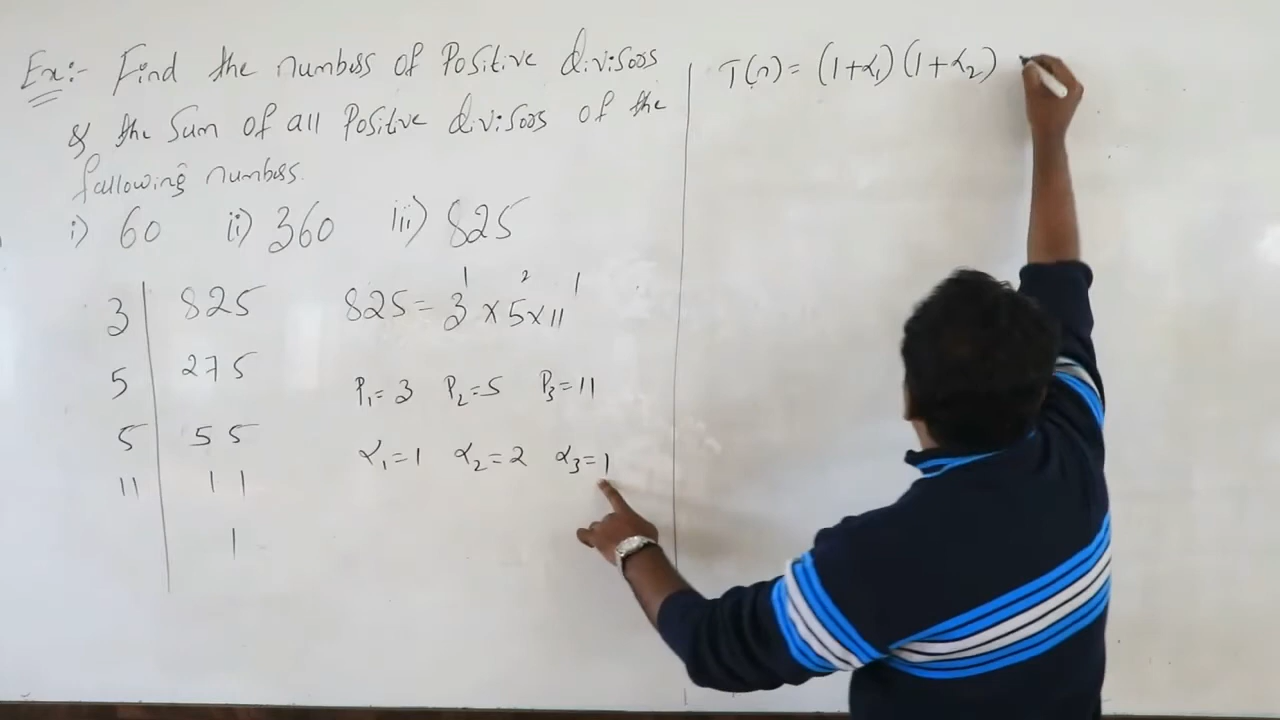 Ex:- Find the numbers of Positive divisors
& the Sum of all Positive divisors of the
following numbers.
i) 60 ii) 360 iii) 825
3 | 825
5 | 275
5 | 55
11 | 11
1
825 = 3¹ × 5² × 11¹
P₁ = 3 P₂ = 5 P₃ = 11
α₁ = 1 α₂ = 2 α₃ = 1
T(n) = (1+α₁)(1+α₂)